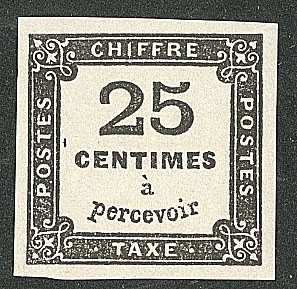 CHIFFRE
POSTES
25
CENTIMES
à
percevoir
POSTES
· TAXE ·